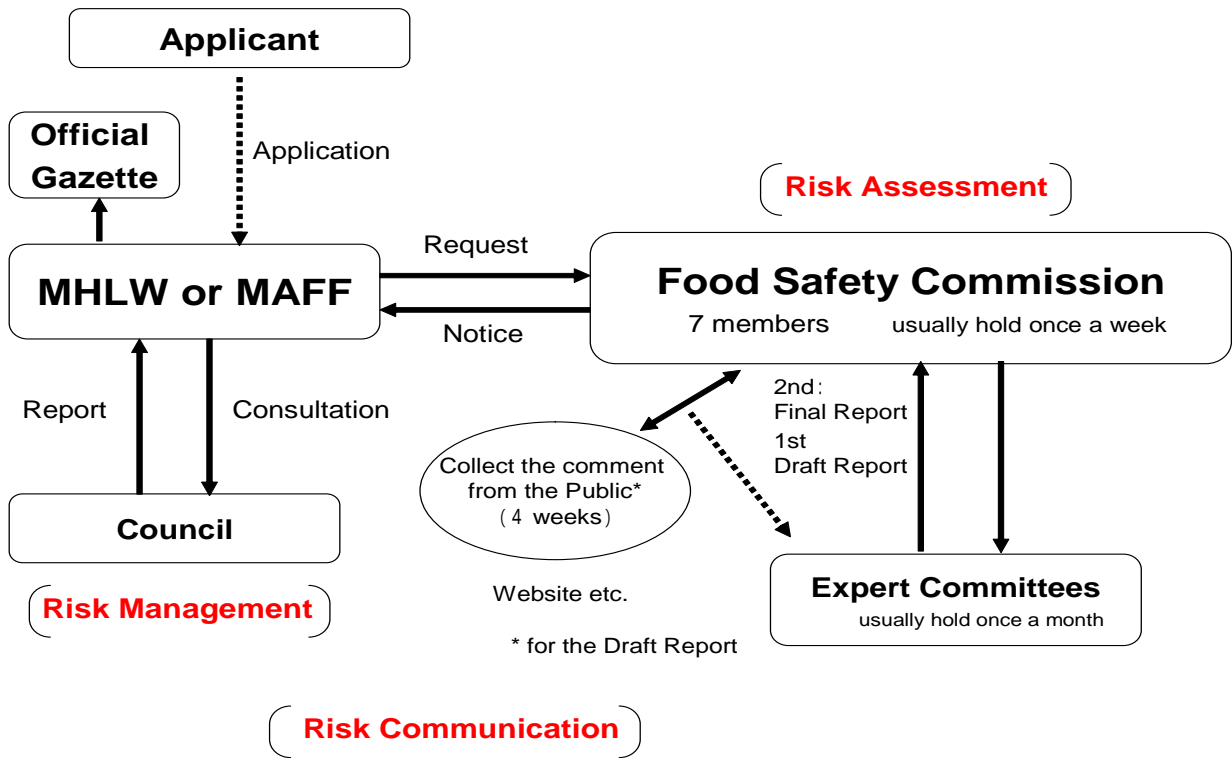 Applicant
Official
Gazette
Application
Risk Assessment
MHLW or MAFF
Request
Notice
Food Safety Commission
7 members usually hold once a week
Report
Consultation
2nd:
Final Report
1st
Draft Report
Collect the comment
from the Public*
(4 weeks)
Council
Expert Committees
usually hold once a month
Risk Management
Website etc.
* for the Draft Report
Risk Communication